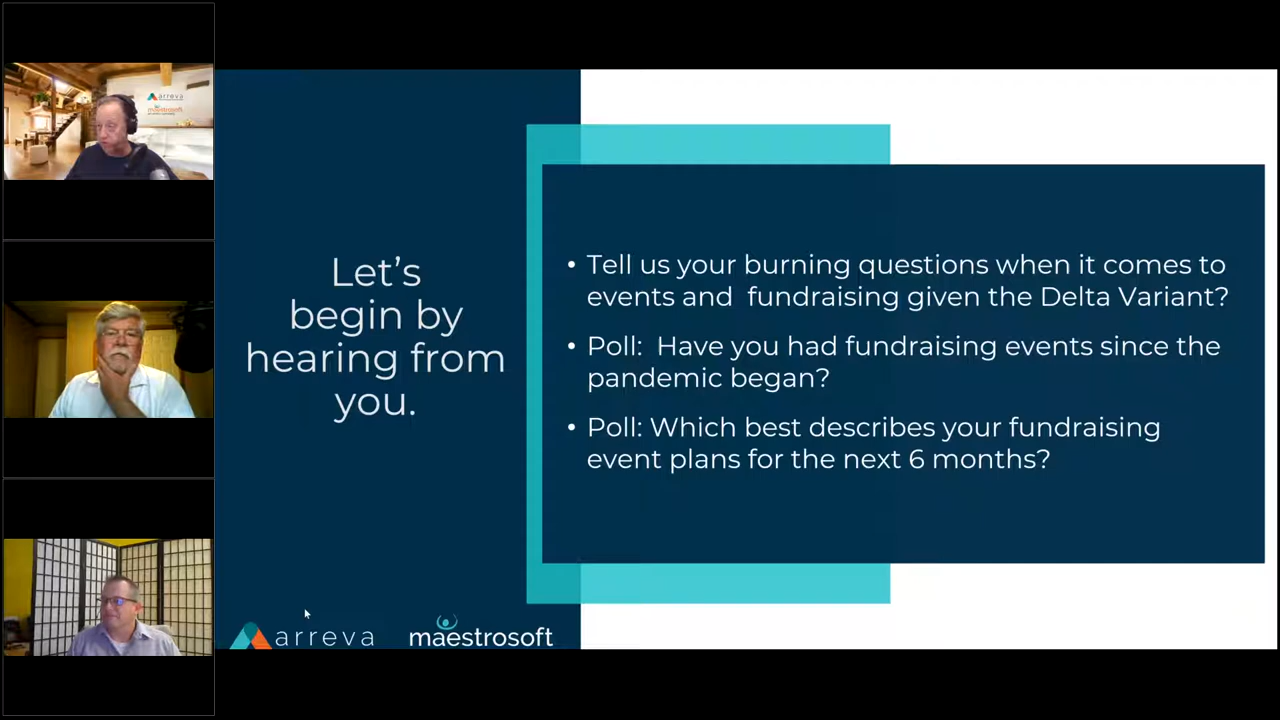 arreva
maestrosoft
Let's
begin by
hearing from
you.
• Tell us your burning questions when it comes to
events and  fundraising given the Delta Variant?
• Poll:  Have you had fundraising events since the
pandemic began?
• Poll: Which best describes your fundraising
event plans for the next 6 months?
arreva
maestrosoft